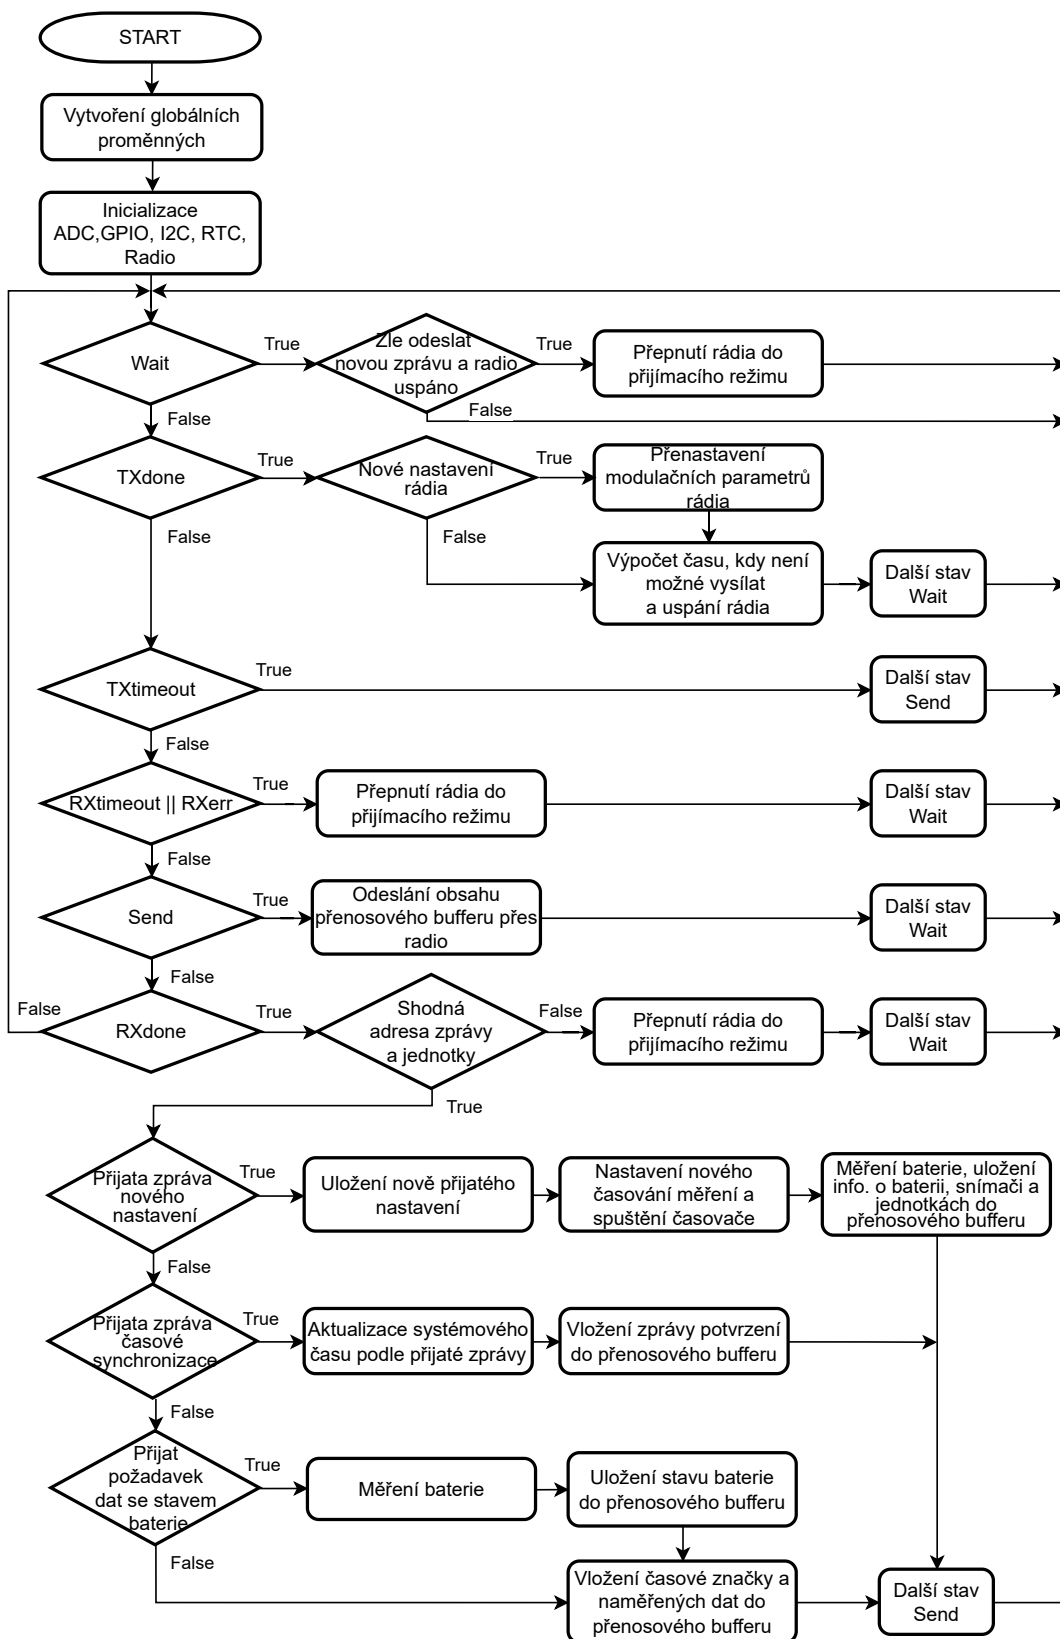 START
Vytvoření globálních
proměnných
Inicializace
ADC,GPIO, I2C, RTC,
Radio
Wait
True
Zle odeslat
novou zprávu a radio
uspáno
True
Přepnutí rádia do
přijímacího režimu
False
False
TXdone
True
Nové nastavení
rádia
True
Přenastavení
modulačních parametrů
rádia
False
False
Výpočet času, kdy není
možné vysílat
a uspání rádia
Další stav
Wait
TXtimeout
True
Další stav
Send
False
RXtimeout || RXerr
True
Přepnutí rádia do
přijímacího režimu
Další stav
Wait
False
Send
True
Odeslání obsahu
přenosového bufferu přes
radio
Další stav
Wait
False
False
RXdone
True
Shodná
adresa zprávy
a jednotky
False
Přepnutí rádia do
přijímacího režimu
Další stav
Wait
True
Přijata zpráva
nového
nastavení
True
Uložení nově přijatého
nastavení
Nastavení nového
časování měření a
spuštění časovače
Měření baterie, uložení
info. o baterii, snímači a
jednotkách do
přenosového bufferu
False
Přijata zpráva
časové
synchronizace
True
Aktualizace systémového
času podle přijaté zprávy
Vložení zprávy potvrzení
do přenosového bufferu
False
Přijat
požadavek
dat se stavem
baterie
True
Měření baterie
Uložení stavu baterie
do přenosového bufferu
False
Vložení časové značky a
naměřených dat do
přenosového bufferu
Další stav
Send